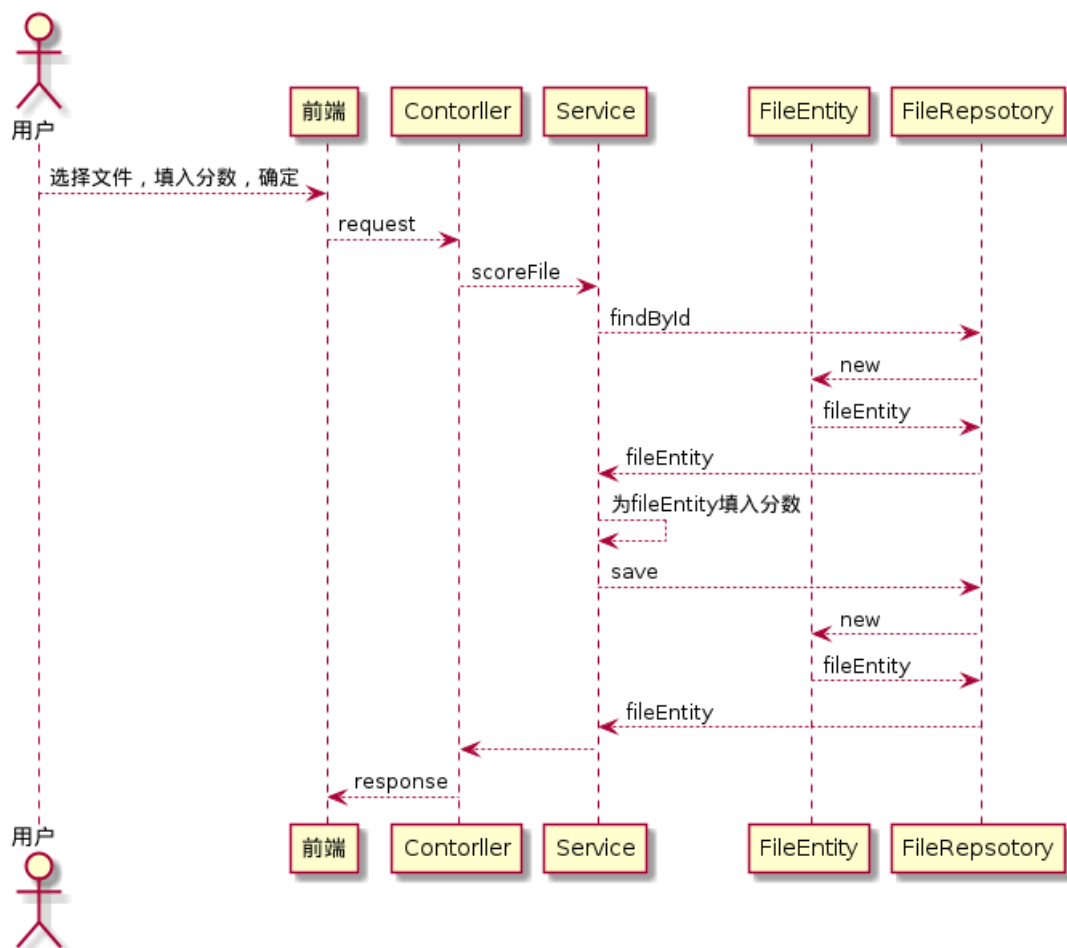 用户
前端
Contorller
Service
FileEntity
FileRepsotory
选择文件，填入分数，确定
request
scoreFile
findById
new
fileEntity
fileEntity
为fileEntity填入分数
save
new
fileEntity
fileEntity
response
用户
前端
Contorller
Service
FileEntity
FileRepsotory